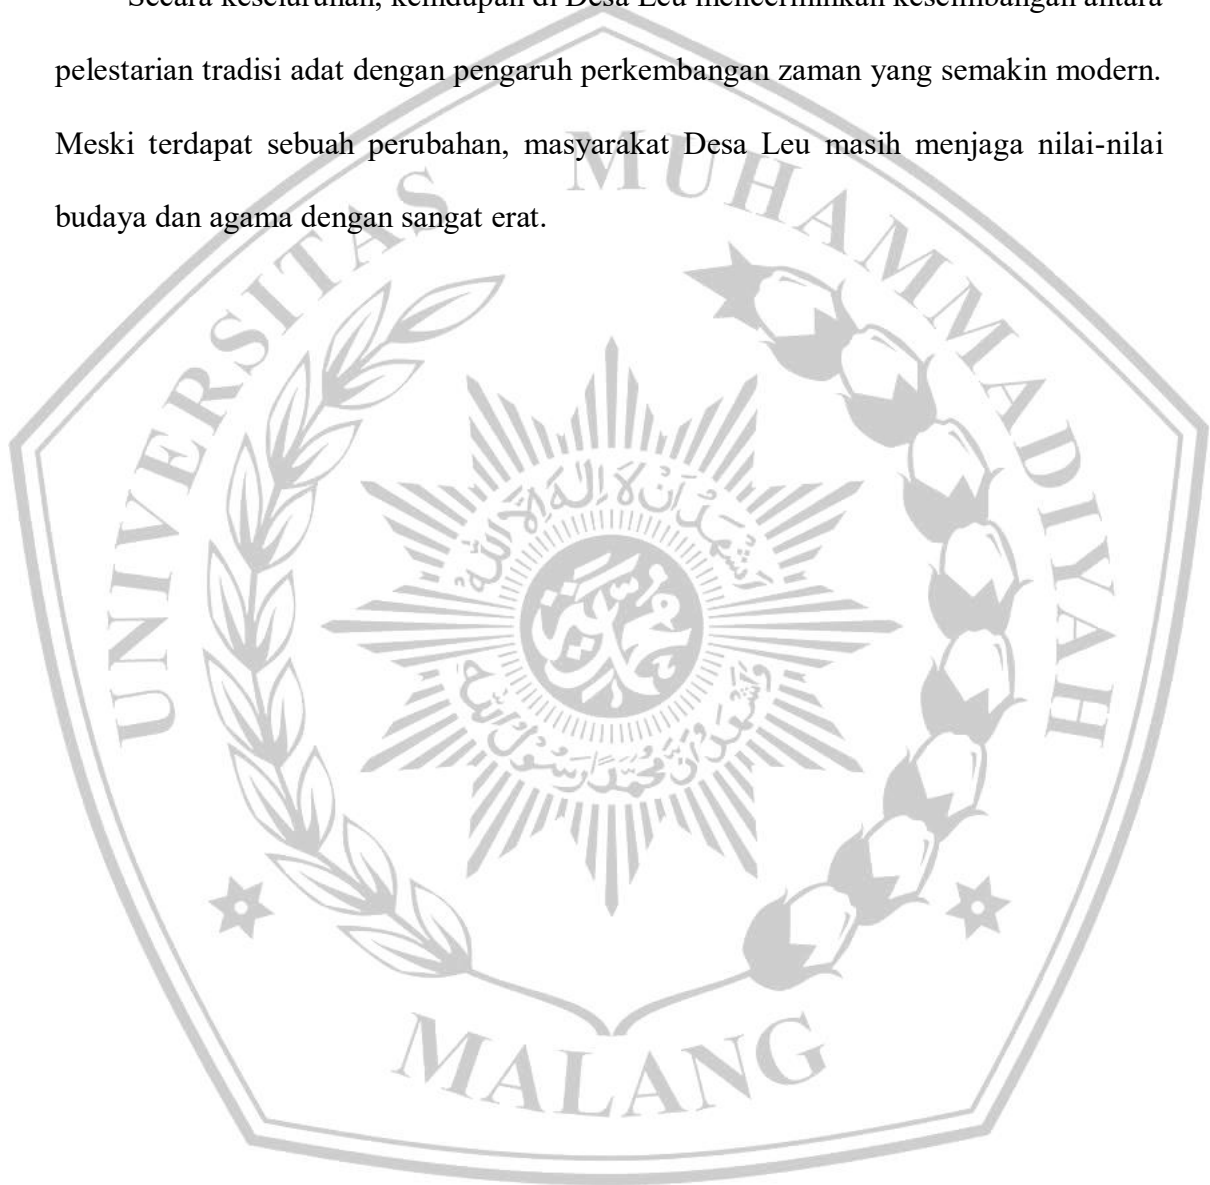 Secara keseluruhan, kehidupan di Desa Leu mencerminkan keseimbangan antara
pelestarian tradisi adat dengan pengaruh perkembangan zaman yang semakin modern.
Meski terdapat sebuah perubahan, masyarakat Desa Leu masih menjaga nilai-nilai
budaya dan agama dengan sangat erat.
UNIVERSITAS MUHAMMADIYAH
MALANG